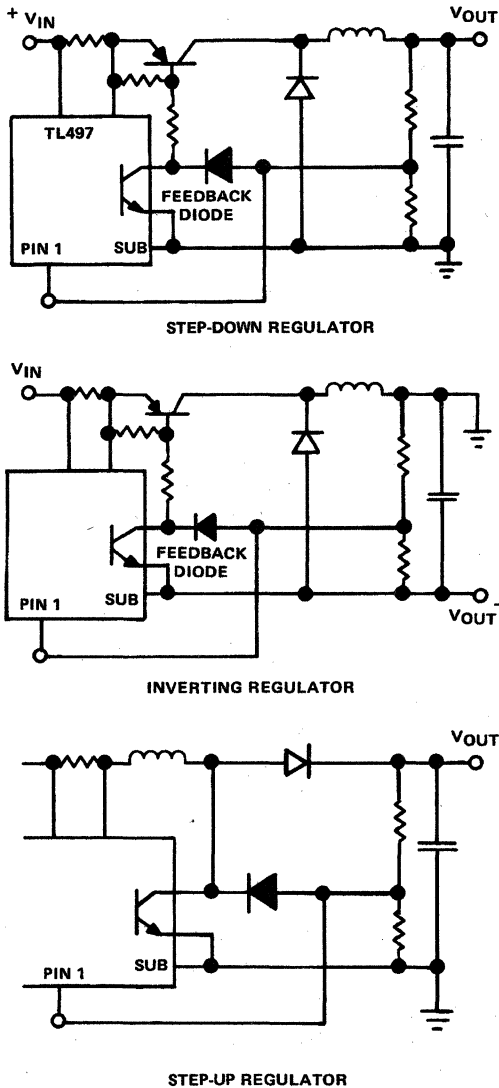 + VIN
VOUT
TL497
FEEDBACK
DIODE
PIN 1
SUB
STEP-DOWN REGULATOR
VIN
FEEDBACK
DIODE
PIN 1
SUB
VOUT -
INVERTING REGULATOR
VOUT
SUB
PIN 1
STEP-UP REGULATOR